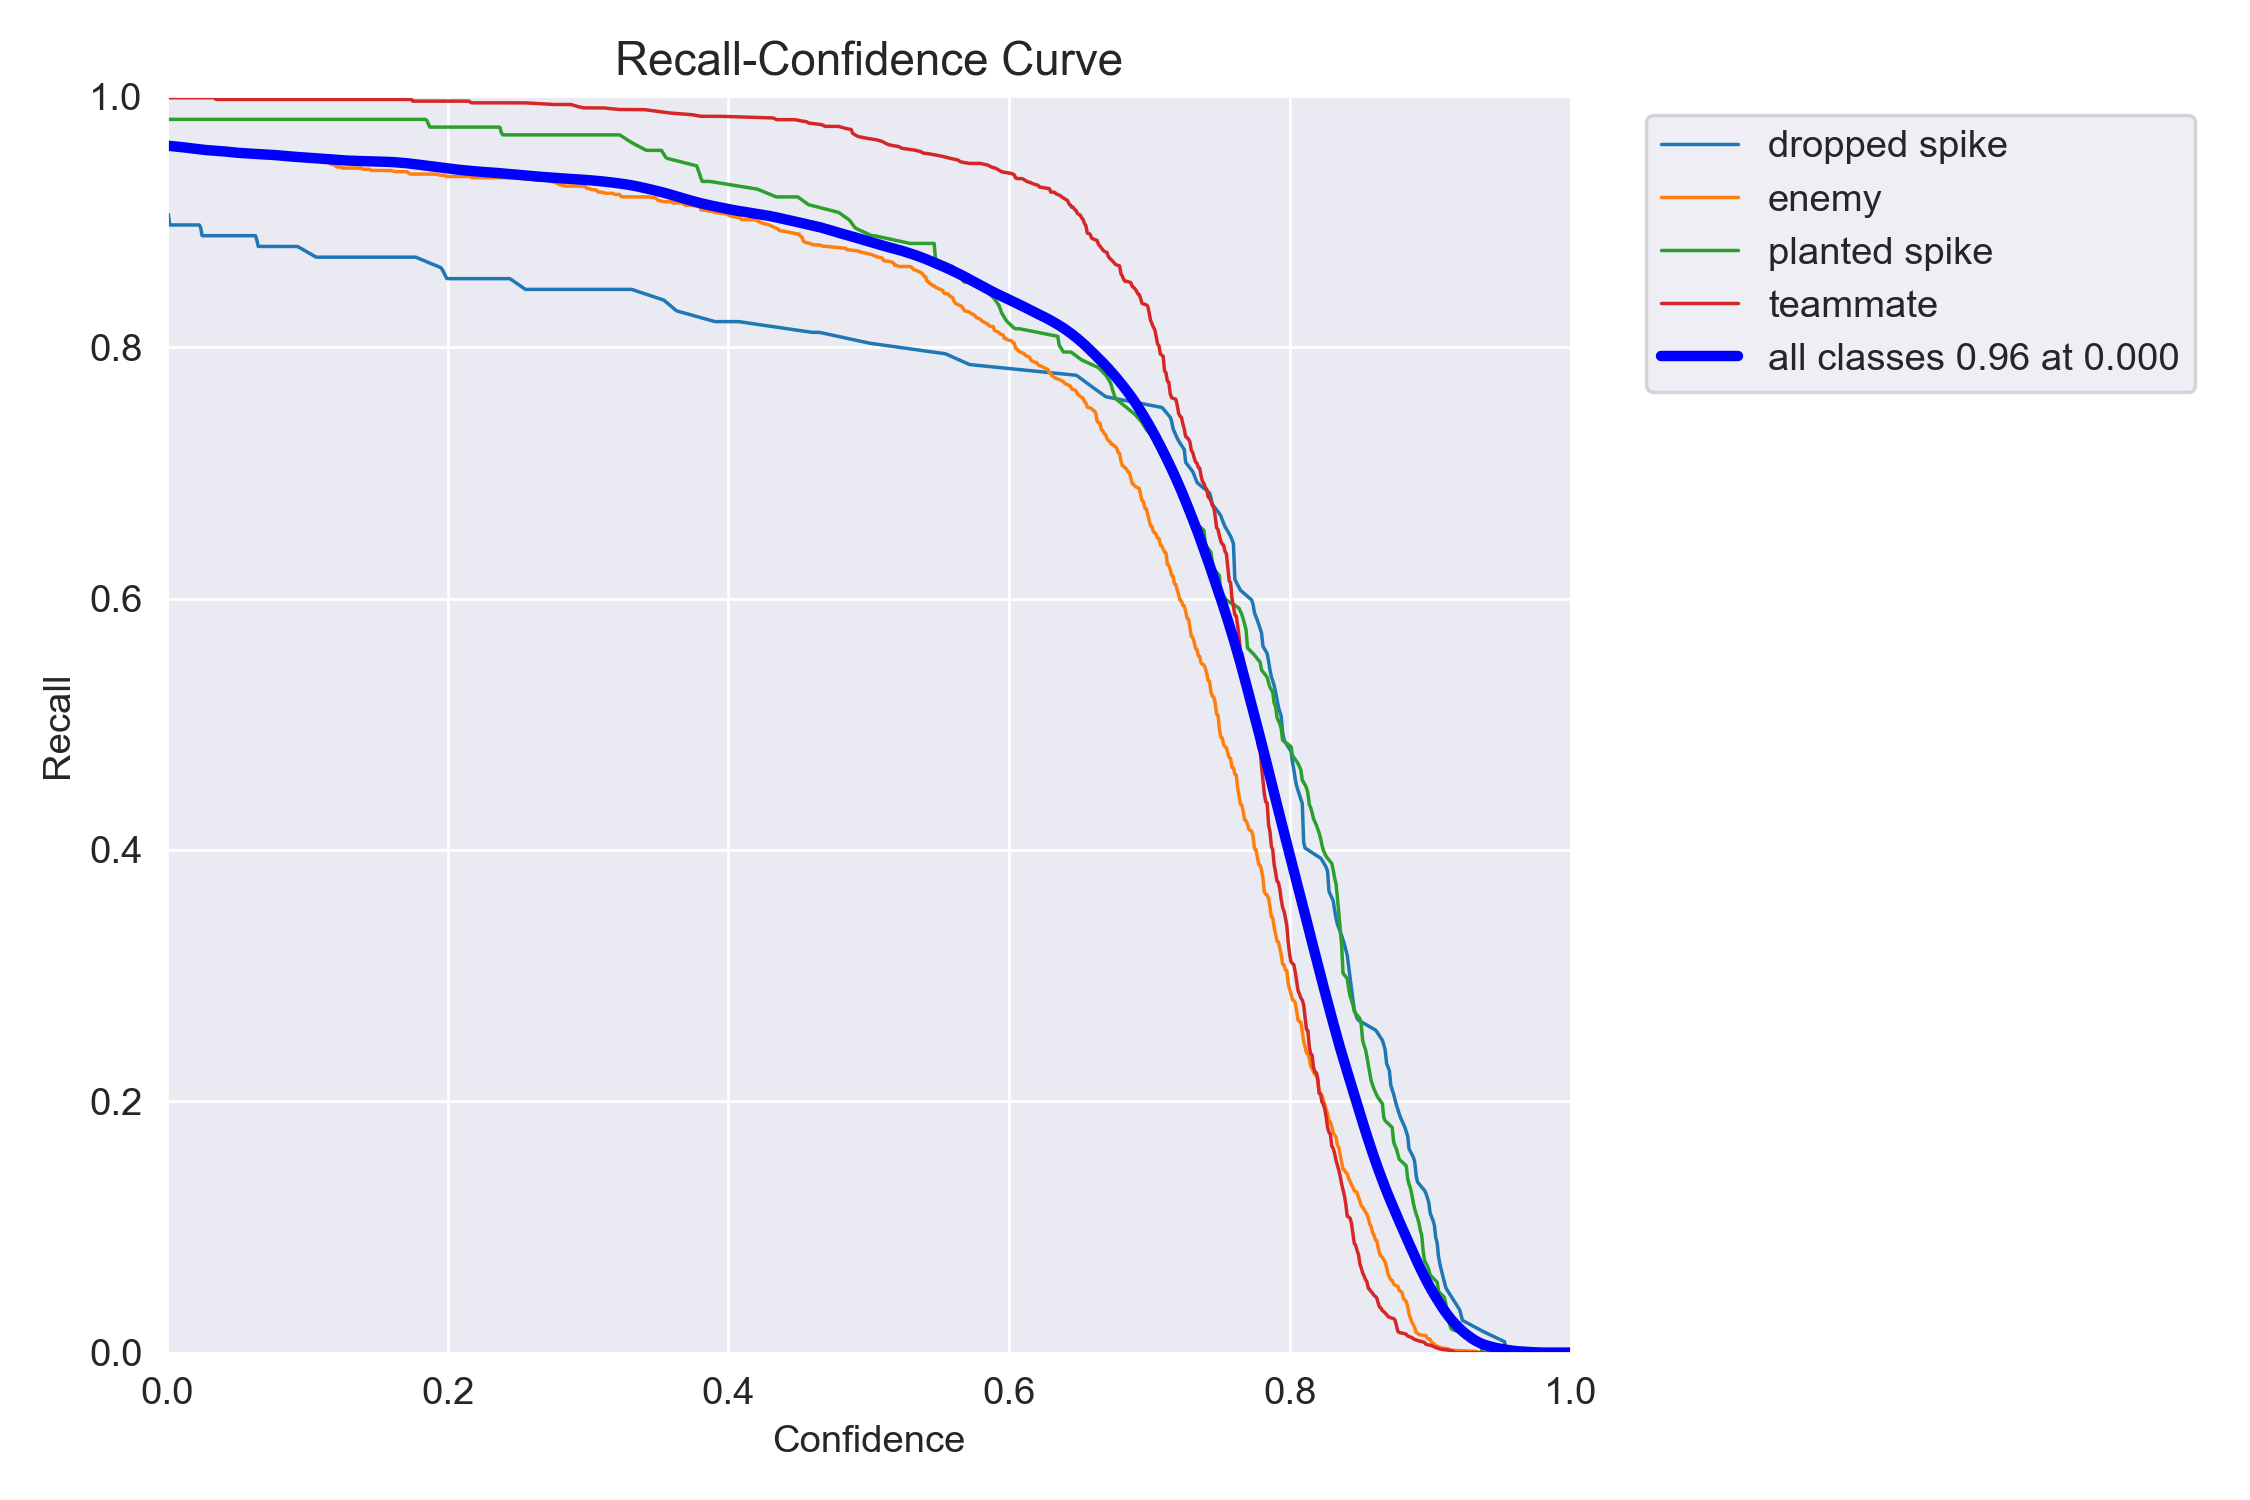 Recall-Confidence Curve
1.0
0.8
0.6
0.4
0.2
0.0
Recall
0.0 0.2 0.4 0.6 0.8 1.0
Confidence
dropped spike
enemy
planted spike
teammate
all classes 0.96 at 0.000